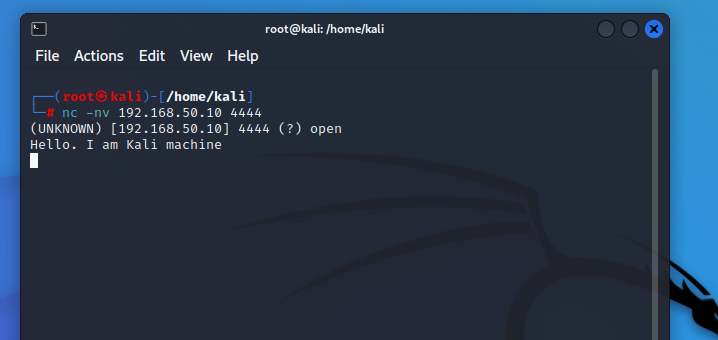 root@kali: /home/kali
File Actions Edit View Help
┌──(root㉿kali)-[/home/kali]
└─# nc -nv 192.168.50.10 4444
(UNKNOWN) [192.168.50.10] 4444 (?) open
Hello. I am Kali machine